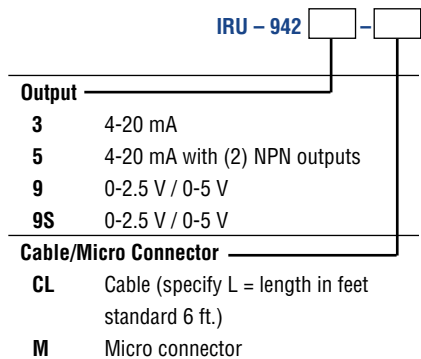 IRU – 942 –
Output
3 4-20 mA
5 4-20 mA with (2) NPN outputs
9 0-2.5 V / 0-5 V
9S 0-2.5 V / 0-5 V
Cable/Micro Connector
CL Cable (specify L = length in feet
standard 6 ft.)
M Micro connector